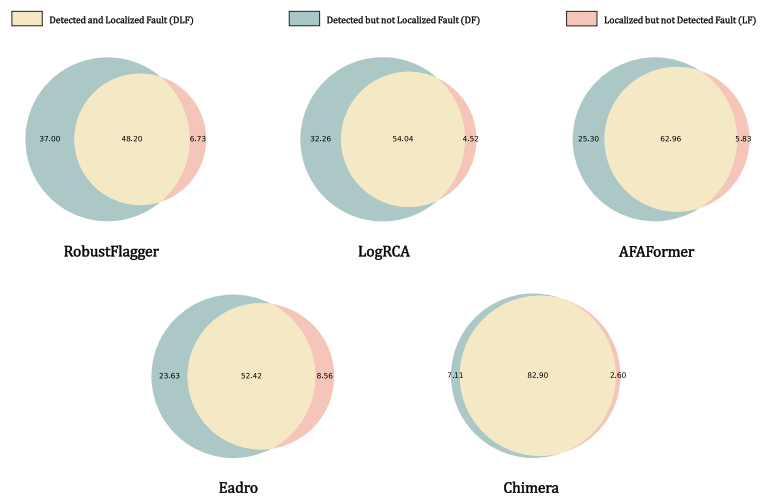 Detected and Localized Fault (DLF)
Detected but not Localized Fault (DF)
Localized but not Detected Fault (LF)
37.00 48.20 6.73
RobustFlagger
32.26 54.04 4.52
LogRCA
25.30 62.96 5.83
AFAFormer
23.63 52.42 8.56
Eadro
7.11 82.90 2.60
Chimera